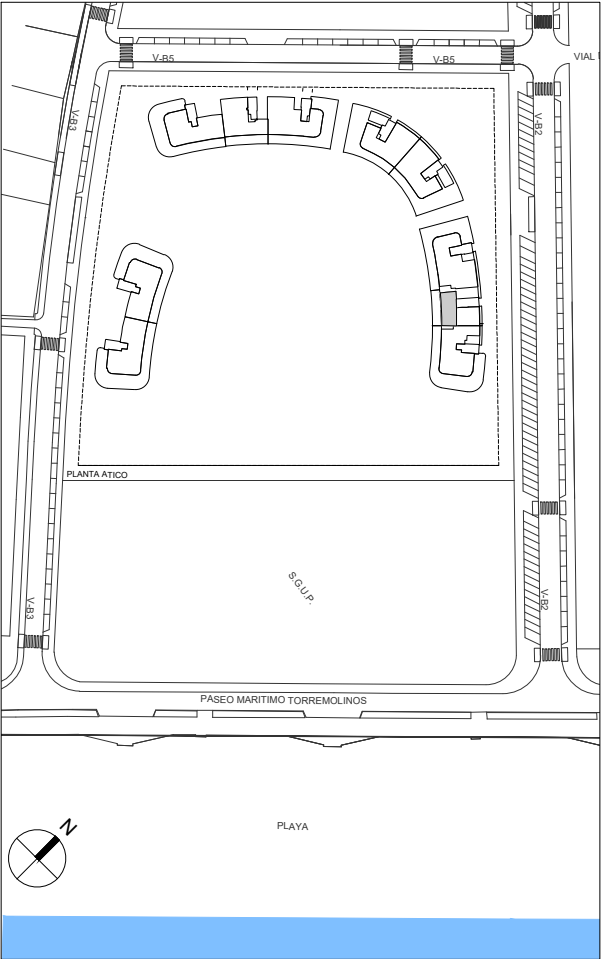 V-B5
V-B5
VIAL
V-B3
V-B2
PLANTA ATICO
S.G.U.P.
V-B3
V-B2
PASEO MARITIMO TORREMOLINOS
PLAYA
N